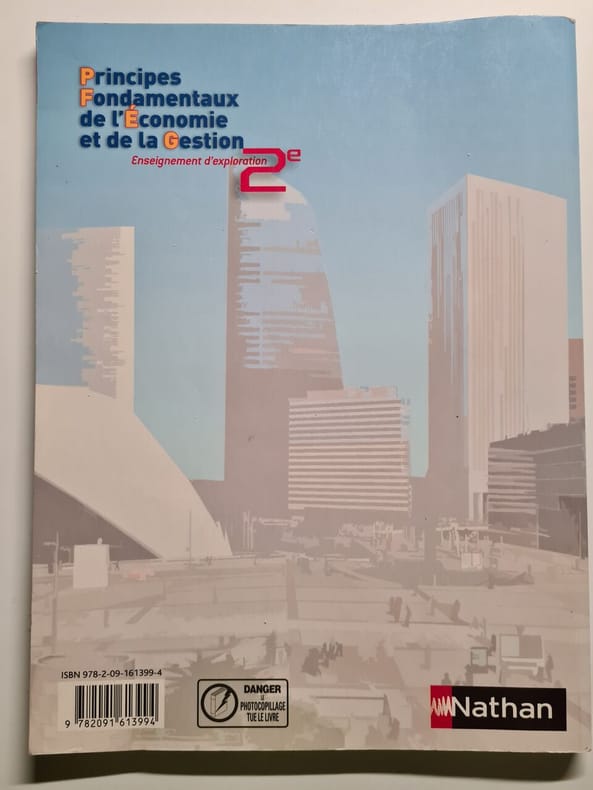 Principes
Fondamentaux
de l'Économie
et de la Gestion
Enseignement d'exploration
2e
ISBN 978-2-09-161399-4
9 782091 613994
DANGER
LE
PHOTOCOPILLAGE
TUE LE LIVRE
Nathan